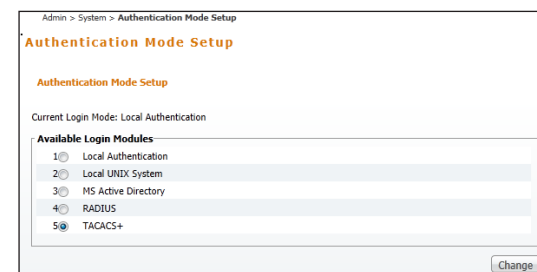 Admin > System > Authentication Mode Setup
Authentication Mode Setup
Authentication Mode Setup
Current Login Mode: Local Authentication
Available Login Modules
1 Local Authentication
2 Local UNIX System
3 MS Active Directory
4 RADIUS
5 TACACS+
Change